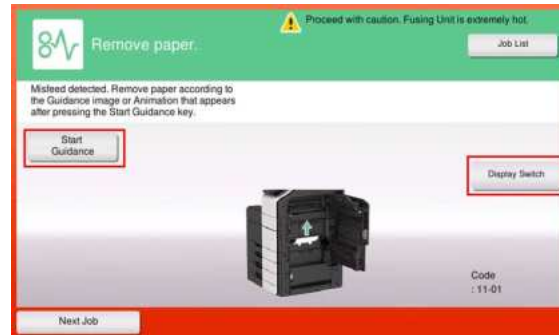 Proceed with caution. Fusing Unit is extremely hot.
Remove paper.
Job List
Misfeed detected. Remove paper according to
the Guidance image or Animation that appears
after pressing the Start Guidance key.
Start
Guidance
Display Switch
Code
: 11-01
Next Job